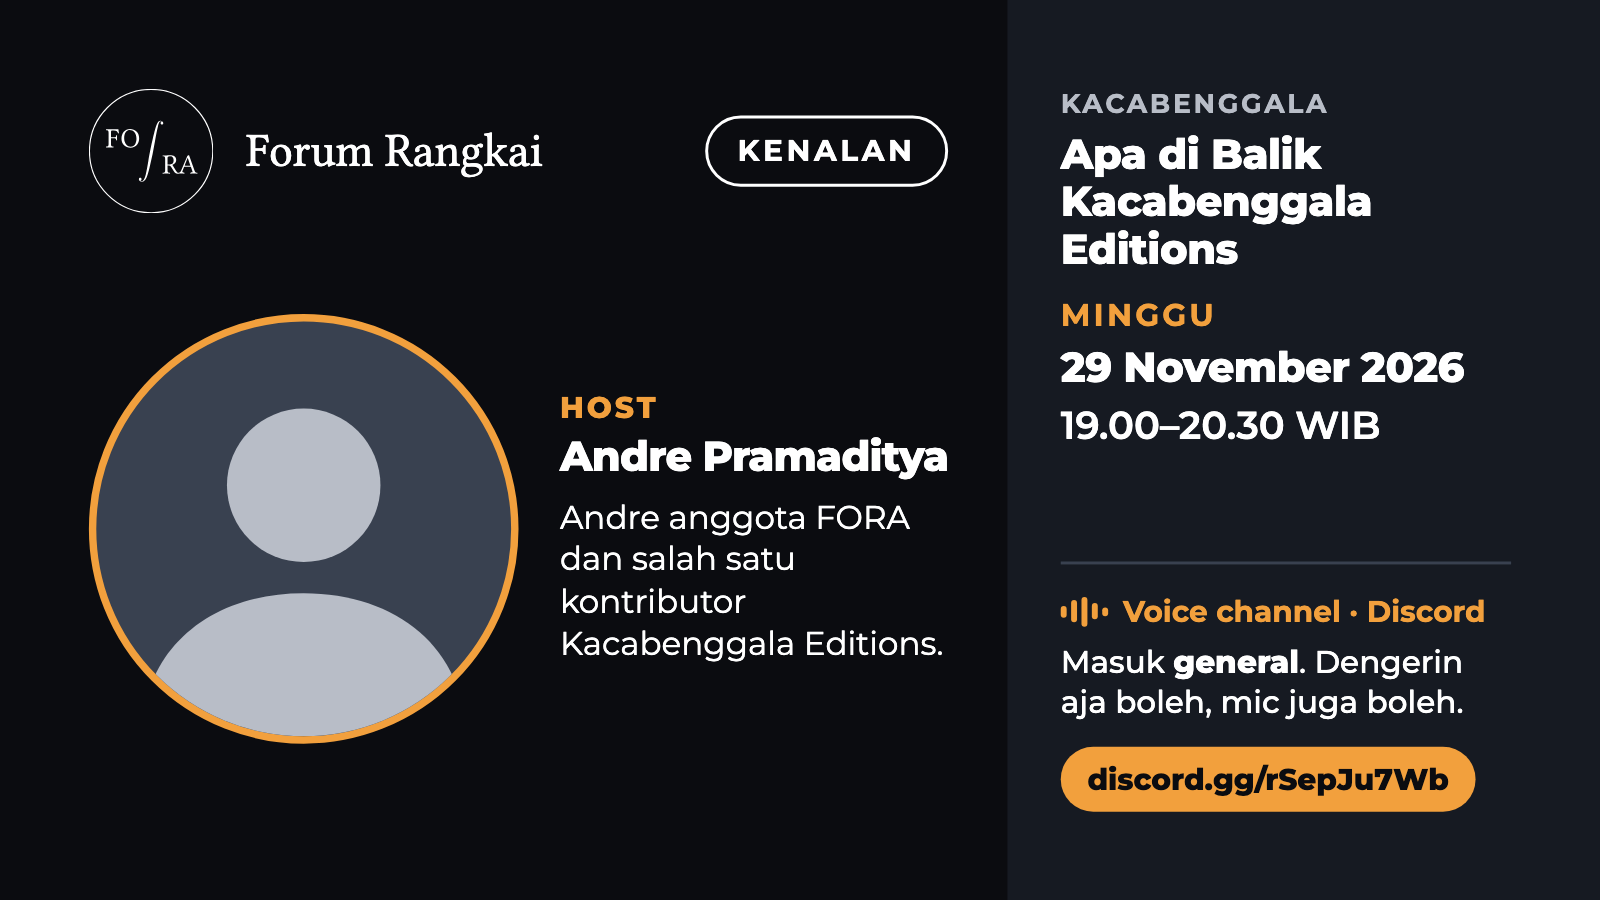 FO
RA
Forum Rangkai
KENALAN
HOST
Andre Pramaditya
Andre anggota FORA
dan salah satu
kontributor
Kacabenggala Editions.
KACABENGGALA
Apa di Balik
Kacabenggala
Editions
MINGGU
29 November 2026
19.00–20.30 WIB
Voice channel · Discord
Masuk general. Dengerin
aja boleh, mic juga boleh.
discord.gg/rSepJu7Wb